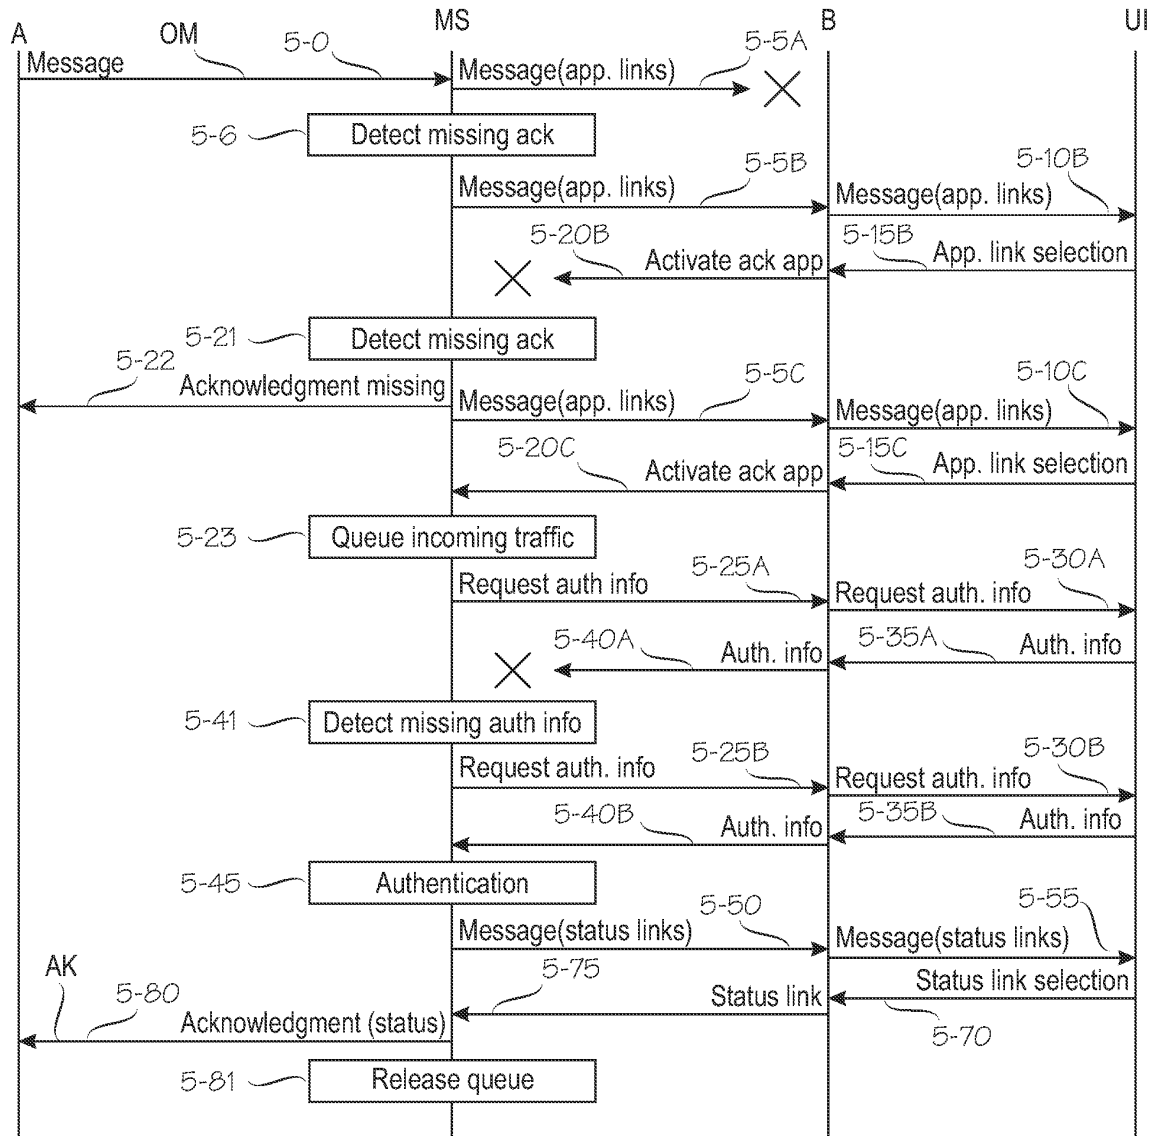 A
OM
MS
B
UI
5-0
5-5A
Message
Message(app. links)
5-6
Detect missing ack
5-5B
5-10B
Message(app. links)
Message(app. links)
5-20B
5-15B
Activate ack app
App. link selection
5-21
Detect missing ack
5-22
5-5C
5-10C
Acknowledgment missing
Message(app. links)
Message(app. links)
5-20C
5-15C
Activate ack app
App. link selection
5-23
Queue incoming traffic
5-25A
5-30A
Request auth info
Request auth. info
5-40A
5-35A
Auth. info
Auth. info
5-41
Detect missing auth info
5-25B
5-30B
Request auth. info
Request auth. info
5-40B
5-35B
Auth. info
Auth. info
5-45
Authentication
5-50
5-55
Message(status links)
Message(status links)
AK
5-75
Status link selection
5-80
Status link
Acknowledgment (status)
5-70
5-81
Release queue